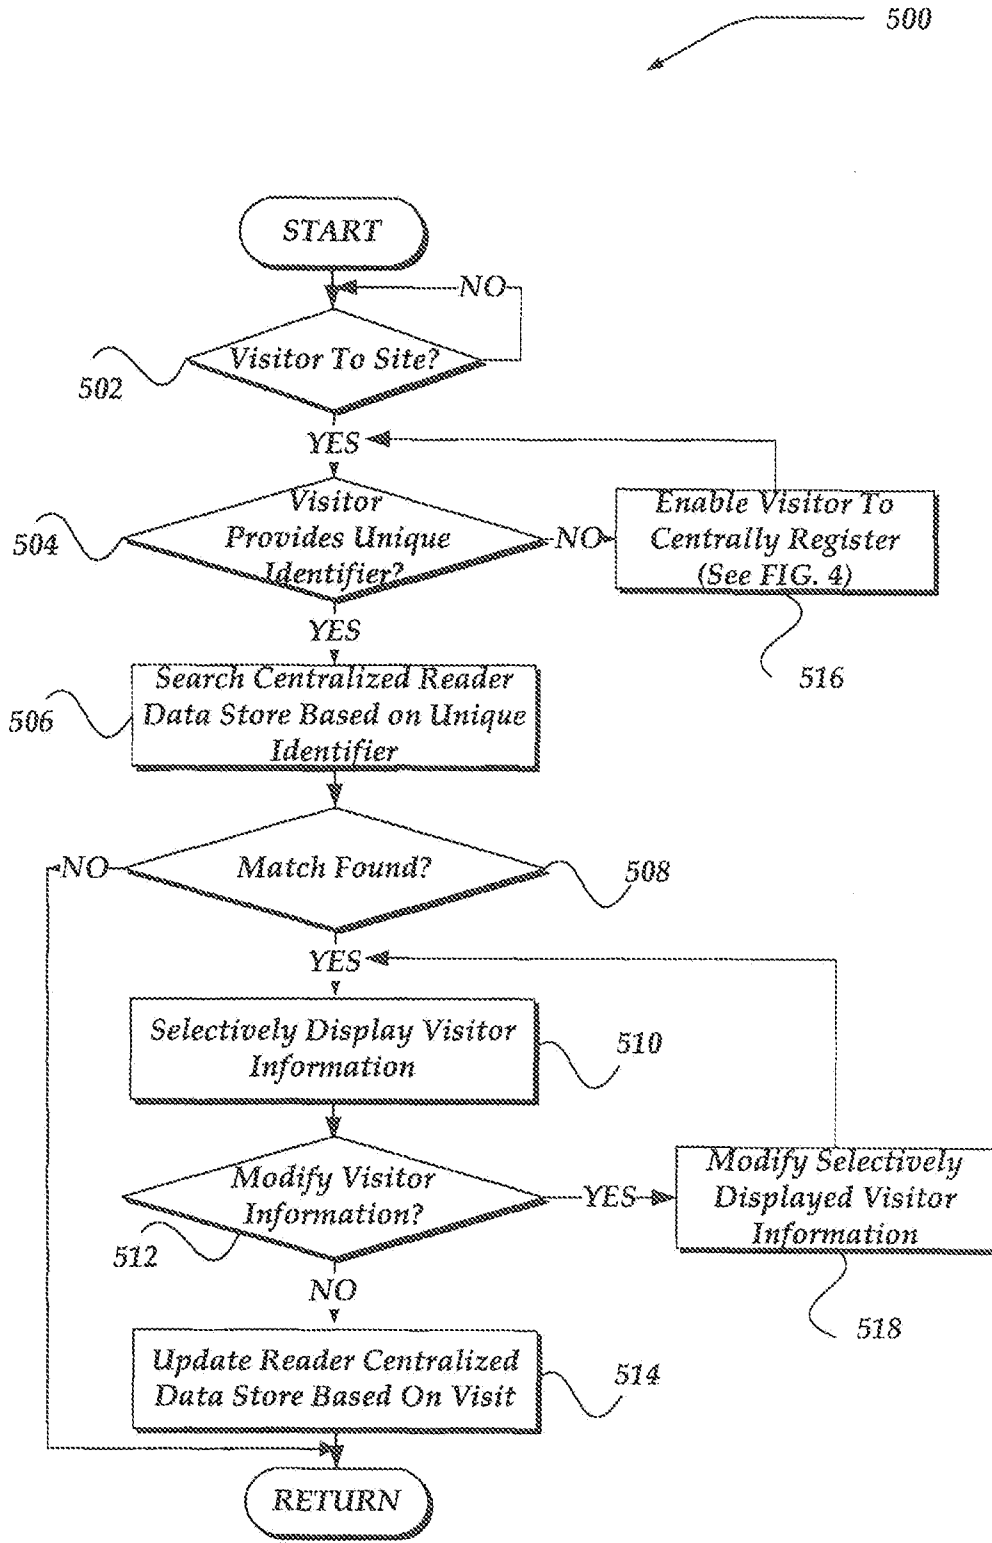 500
START
NO
Visitor To Site?
502
YES
Visitor
Provides Unique
Identifier?
504
NO
Enable Visitor To
Centrally Register
(See FIG. 4)
516
YES
Search Centralized Reader
Data Store Based on Unique
Identifier
506
Match Found?
NO
508
YES
Selectively Display Visitor
Information
510
Modify Visitor
Information?
512
YES
Modify Selectively
Displayed Visitor
Information
518
NO
Update Reader Centralized
Data Store Based On Visit
514
RETURN